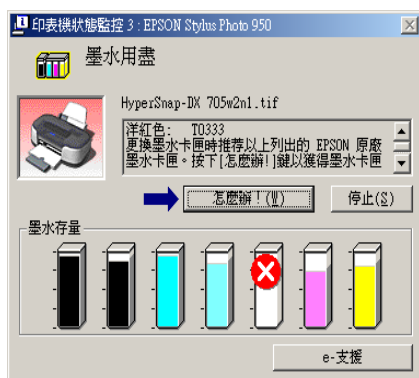 印表機狀態監控 3 : EPSON Stylus Photo 950
墨水用盡
HyperSnap-DX 705w2n1.tif
洋紅色: T0333
更換墨水卡匣時推荐以上列出的 EPSON 原廠
墨水卡匣。按下[怎麼辦!]鍵以獲得墨水卡匣
怎麼辦！(W)
停止(S)
墨水存量
e-支援